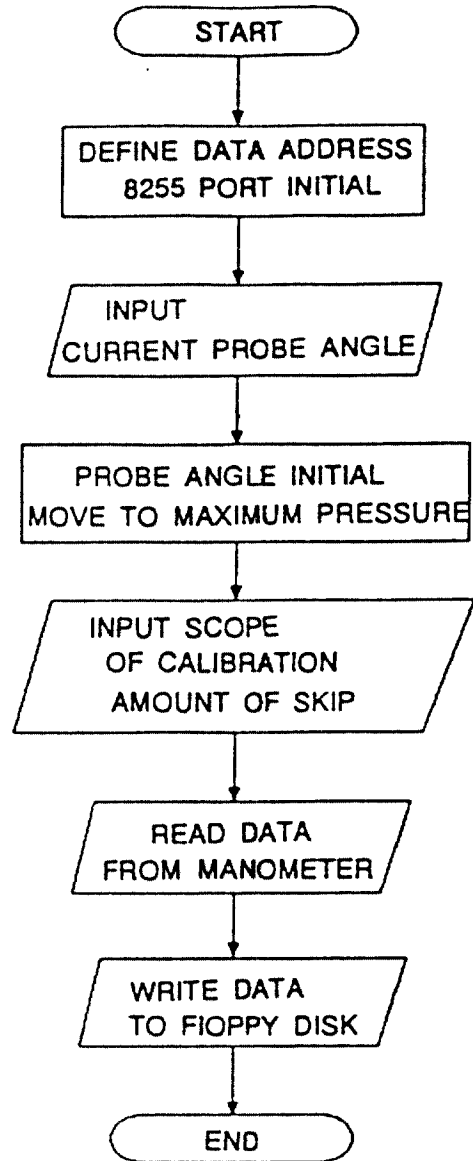 START
DEFINE DATA ADDRESS
8255 PORT INITIAL
INPUT
CURRENT PROBE ANGLE
PROBE ANGLE INITIAL
MOVE TO MAXIMUM PRESSURE
INPUT SCOPE
OF CALIBRATION
AMOUNT OF SKIP
READ DATA
FROM MANOMETER
WRITE DATA
TO FIOPPY DISK
END